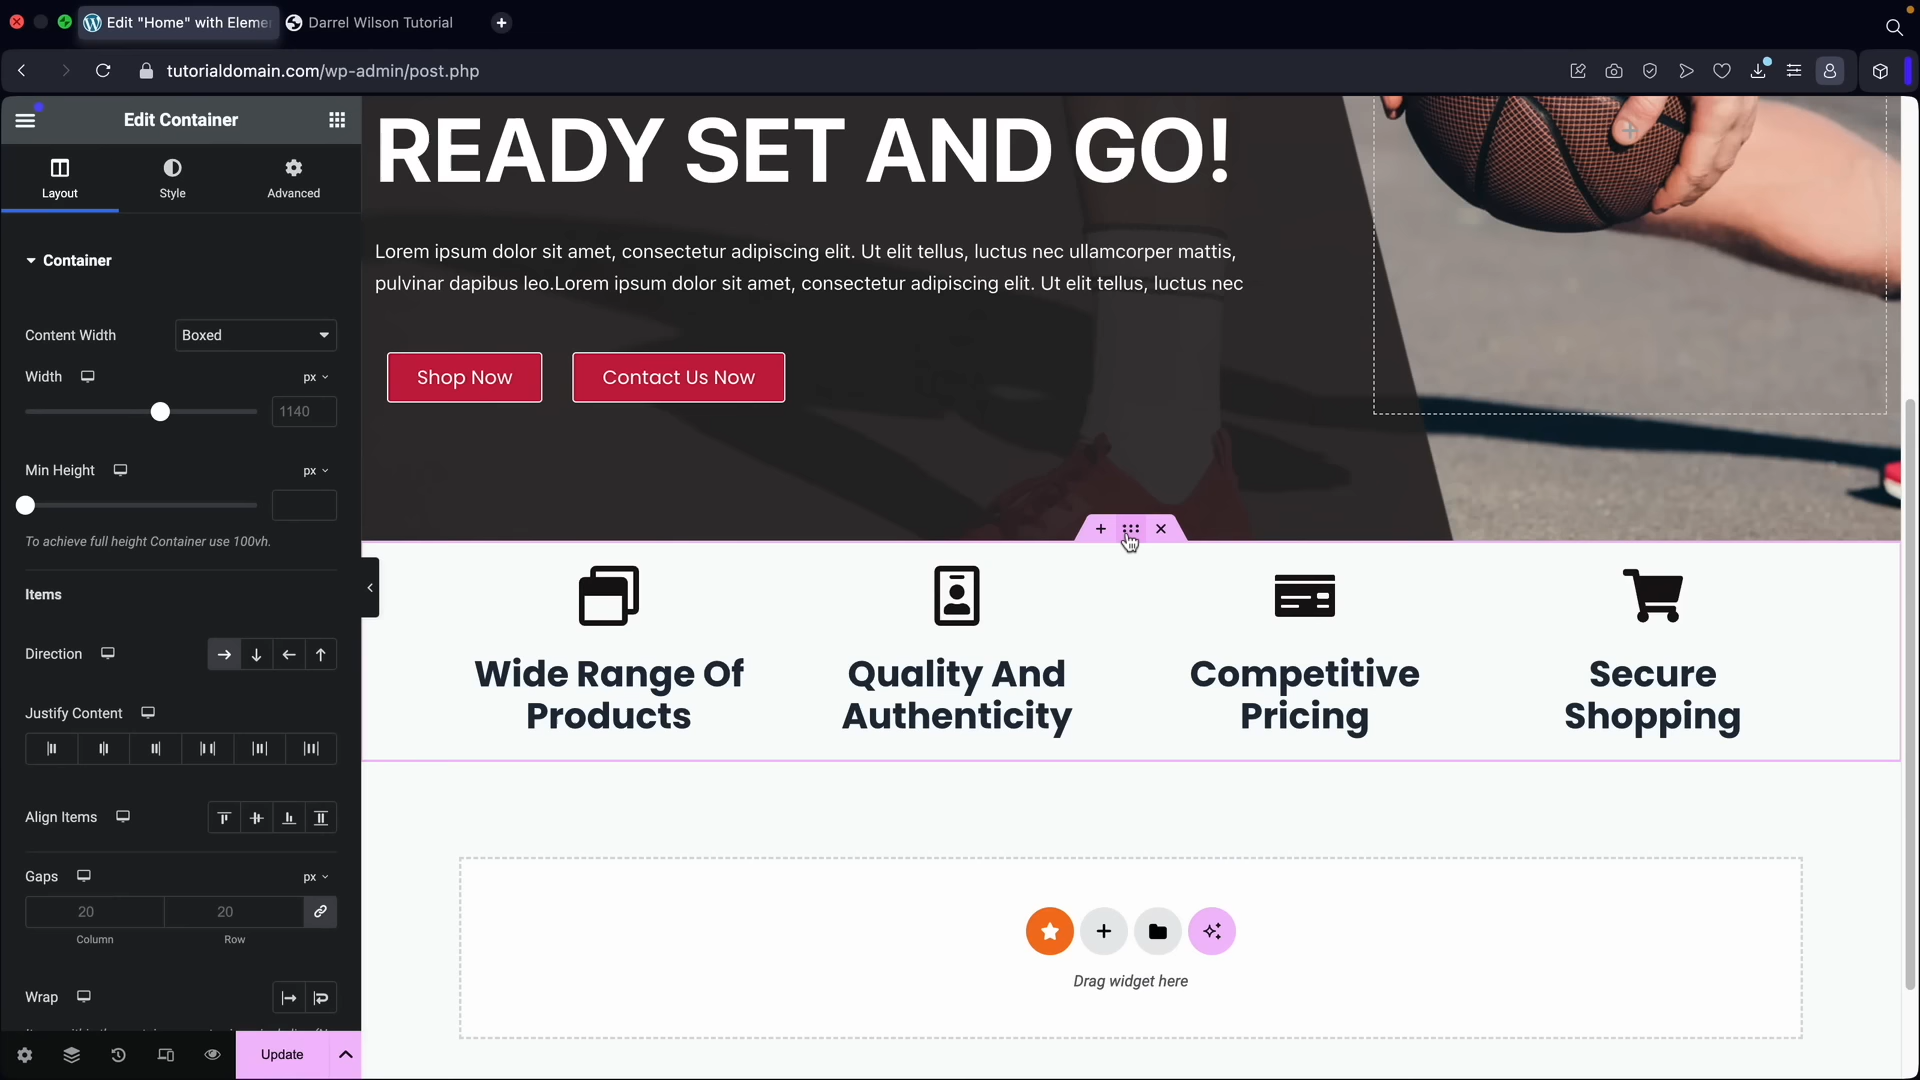 Edit "Home" with Eleme
Darrel Wilson Tutorial
tutorialdomain.com/wp-admin/post.php
Edit Container
Layout
Style
Advanced
Container
Content Width
Boxed
Width
px
1140
Min Height
px
To achieve full height Container use 100vh.
Items
Direction
Justify Content
Align Items
Gaps
px
20
20
Column
Row
Wrap
Update
READY SET AND GO!
Lorem ipsum dolor sit amet, consectetur adipiscing elit. Ut elit tellus, luctus nec ullamcorper mattis,
pulvinar dapibus leo.Lorem ipsum dolor sit amet, consectetur adipiscing elit. Ut elit tellus, luctus nec
Shop Now
Contact Us Now
Wide Range Of
Products
Quality And
Authenticity
Competitive
Pricing
Secure
Shopping
Drag widget here